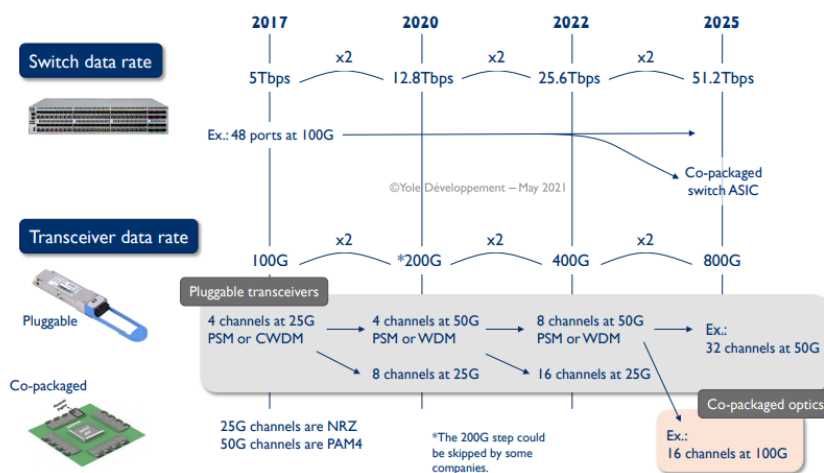 2017
2020
2022
2025
Switch data rate
x2
x2
x2
5Tbps
12.8Tbps
25.6Tbps
51.2Tbps
Ex.: 48 ports at 100G
Co-packaged
switch ASIC
©Yole Développement – May 2021
Transceiver data rate
x2
x2
x2
100G
*200G
400G
800G
Pluggable transceivers
Pluggable
4 channels at 25G
PSM or CWDM
4 channels at 50G
PSM or WDM
8 channels at 50G
PSM or WDM
Ex.:
32 channels at 50G
8 channels at 25G
16 channels at 25G
Co-packaged
Co-packaged optics
25G channels are NRZ
50G channels are PAM4
*The 200G step could
be skipped by some
companies.
Ex.:
16 channels at 100G